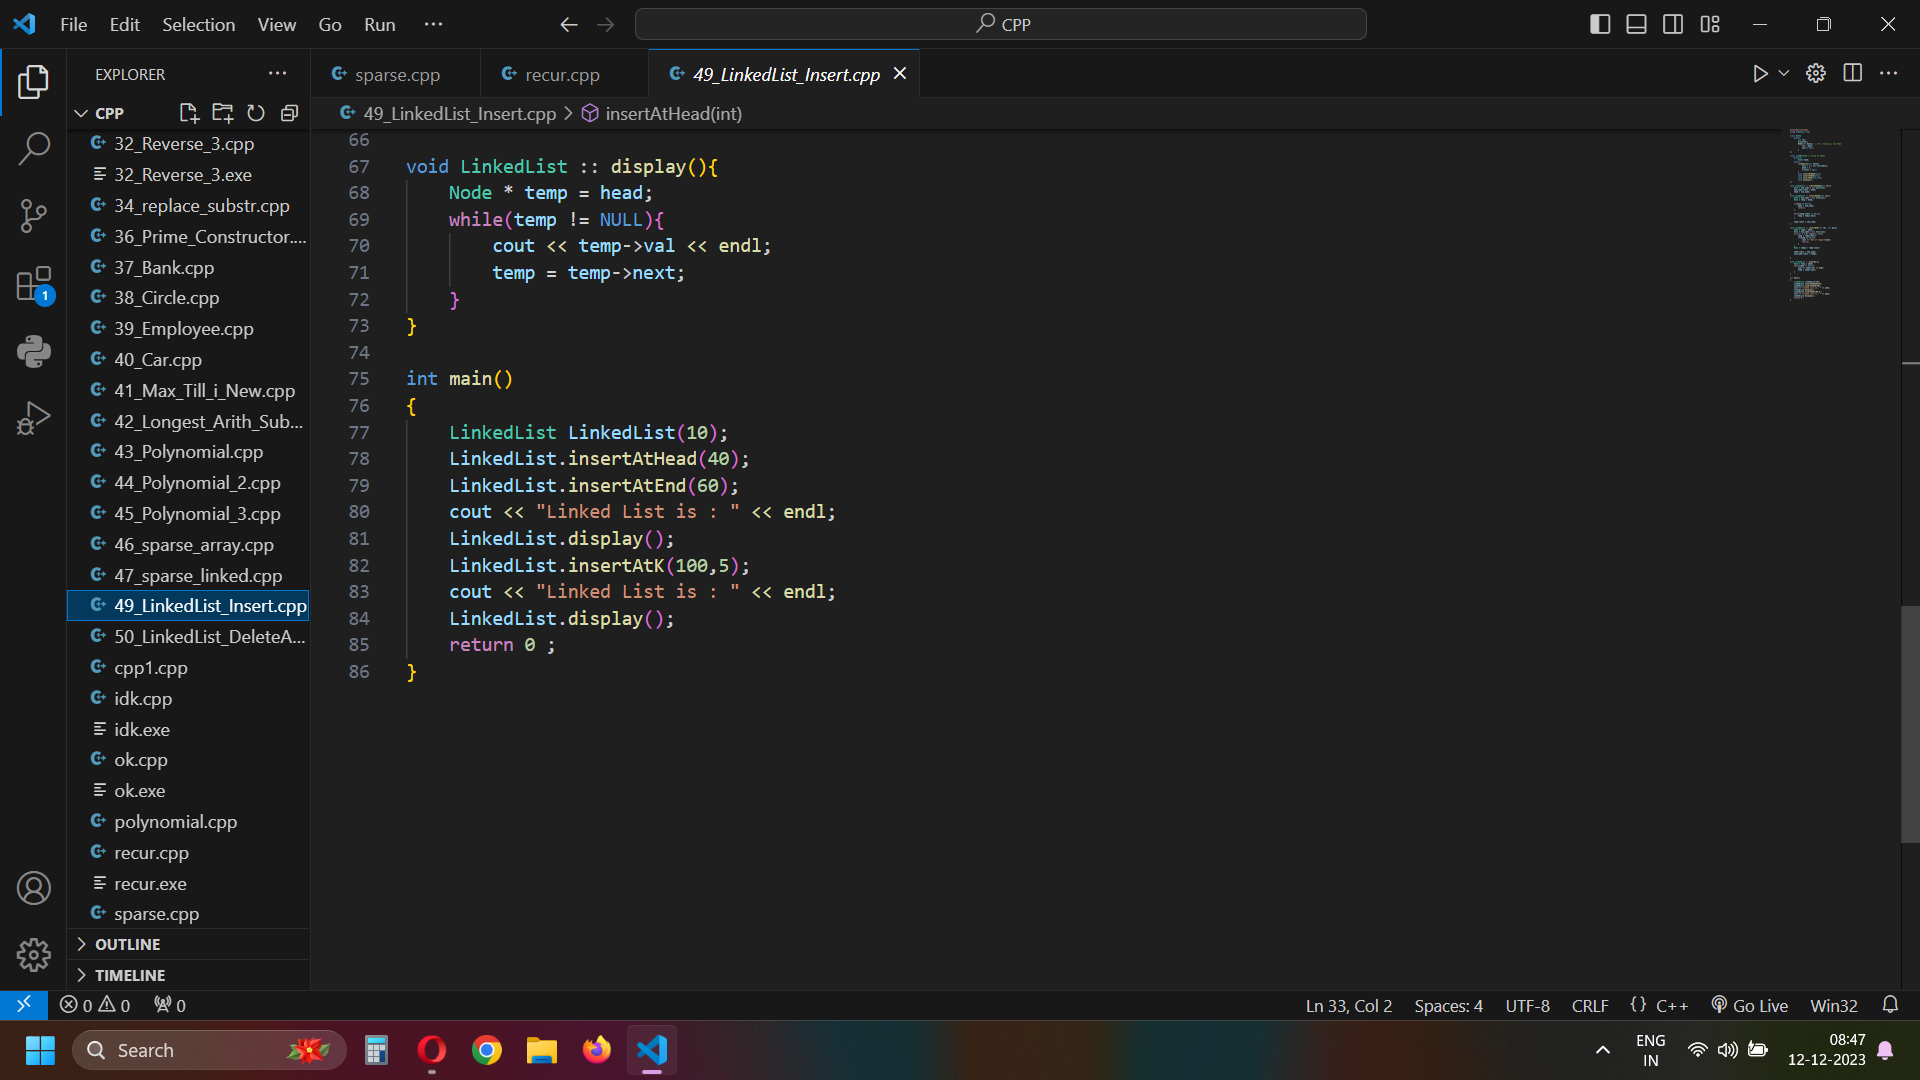 File Edit Selection View Go Run ···
CPP
EXPLORER ···
sparse.cpp
recur.cpp
49_LinkedList_Insert.cpp
CPP
49_LinkedList_Insert.cpp > insertAtHead(int)
32_Reverse_3.cpp
32_Reverse_3.exe
34_replace_substr.cpp
36_Prime_Constructor....
37_Bank.cpp
38_Circle.cpp
39_Employee.cpp
40_Car.cpp
41_Max_Till_i_New.cpp
42_Longest_Arith_Sub...
43_Polynomial.cpp
44_Polynomial_2.cpp
45_Polynomial_3.cpp
46_sparse_array.cpp
47_sparse_linked.cpp
49_LinkedList_Insert.cpp
50_LinkedList_DeleteA...
cpp1.cpp
idk.cpp
idk.exe
ok.cpp
ok.exe
polynomial.cpp
recur.cpp
recur.exe
sparse.cpp
OUTLINE
TIMELINE
1
66
67 void LinkedList :: display(){
68     Node * temp = head;
69     while(temp != NULL){
70         cout << temp->val << endl;
71         temp = temp->next;
72     }
73 }
74
75 int main()
76 {
77     LinkedList LinkedList(10);
78     LinkedList.insertAtHead(40);
79     LinkedList.insertAtEnd(60);
80     cout << "Linked List is : " << endl;
81     LinkedList.display();
82     LinkedList.insertAtK(100,5);
83     cout << "Linked List is : " << endl;
84     LinkedList.display();
85     return 0 ;
86 }
0 0 0
Ln 33, Col 2 Spaces: 4 UTF-8 CRLF {} C++ Go Live Win32
Search
ENG
IN
08:47
12-12-2023